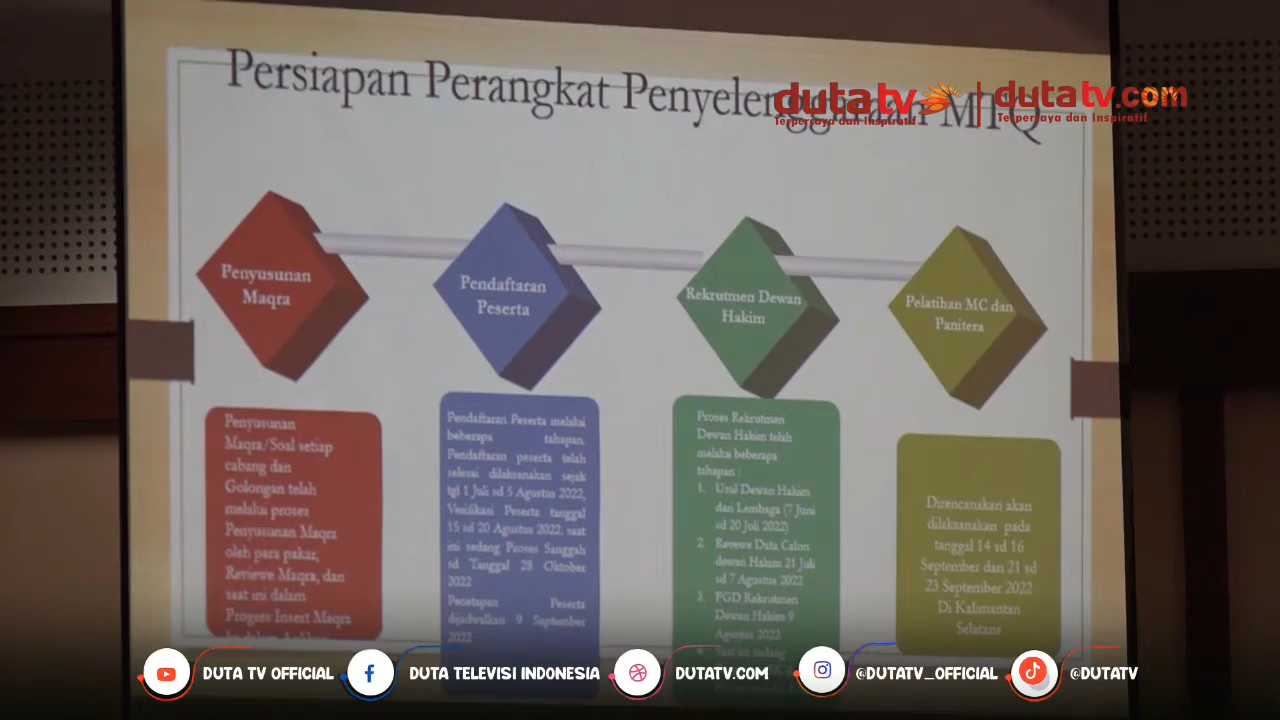 Persiapan Perangkat Penyelenggaraan MTQ
dutatv
Terpercaya dan Inspiratif
dutatv.com
Terpercaya dan Inspiratif
Penyusunan
Maqra
Pendaftaran
Peserta
Rekrutmen Dewan
Hakim
Pelatihan MC dan
Panitera
Penyusunan
Maqra/Soal setiap
cabang dan
Golongan telah
melalui proses
Penyusunan Maqra
oleh para pakar,
Reviewe Maqra, dan
saat ini dalam
Progres Insert Maqra
Pendaftaran Peserta melalui
beberapa tahapan.
Pendaftaran peserta telah
selesai dilaksanakan sejak
tgl 1 Juli sd 5 Agustus 2022,
Verifikasi Peserta tanggal
15 sd 20 Agustus 2022, saat
ini sedang Proses Sanggah
sd Tanggal 28 Oktober
2022
Penetapan Peserta
dijadwalkan 9 September
2022
Proses Rekrutmen
Dewan Hakim telah
melalui beberapa
tahapan :
1. Usul Dewan Hakim
dari Lembaga (7 Juni
sd 20 Juli 2022)
2. Reviewe Data Calon
dewan Hakim 21 Juli
sd 7 Agustus 2022
3. FGD Rekrutmen
Dewan Hakim 9
Agustus 2022
4. Saat ini sedang
Direncanakan akan
dilaksanakan pada
tanggal 14 sd 16
September dan 21 sd
23 September 2022
Di Kalimantan
Selatan
DUTA TV OFFICIAL
DUTA TELEVISI INDONESIA
DUTATV.COM
@DUTATV_OFFICIAL
@DUTATV